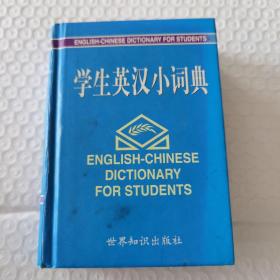 ENGLISH-CHINESE DICTIONARY FOR STUDENTS
学生英汉小词典
ENGLISH-CHINESE
DICTIONARY
FOR STUDENTS
世界知识出版社